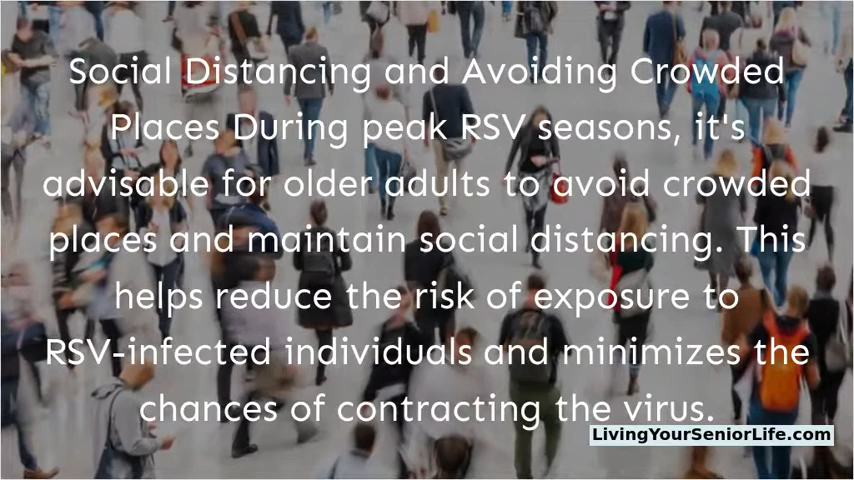 Social Distancing and Avoiding Crowded
Places During peak RSV seasons, it's
advisable for older adults to avoid crowded
places and maintain social distancing. This
helps reduce the risk of exposure to
RSV-infected individuals and minimizes the
chances of contracting the virus.
LivingYourSeniorLife.com